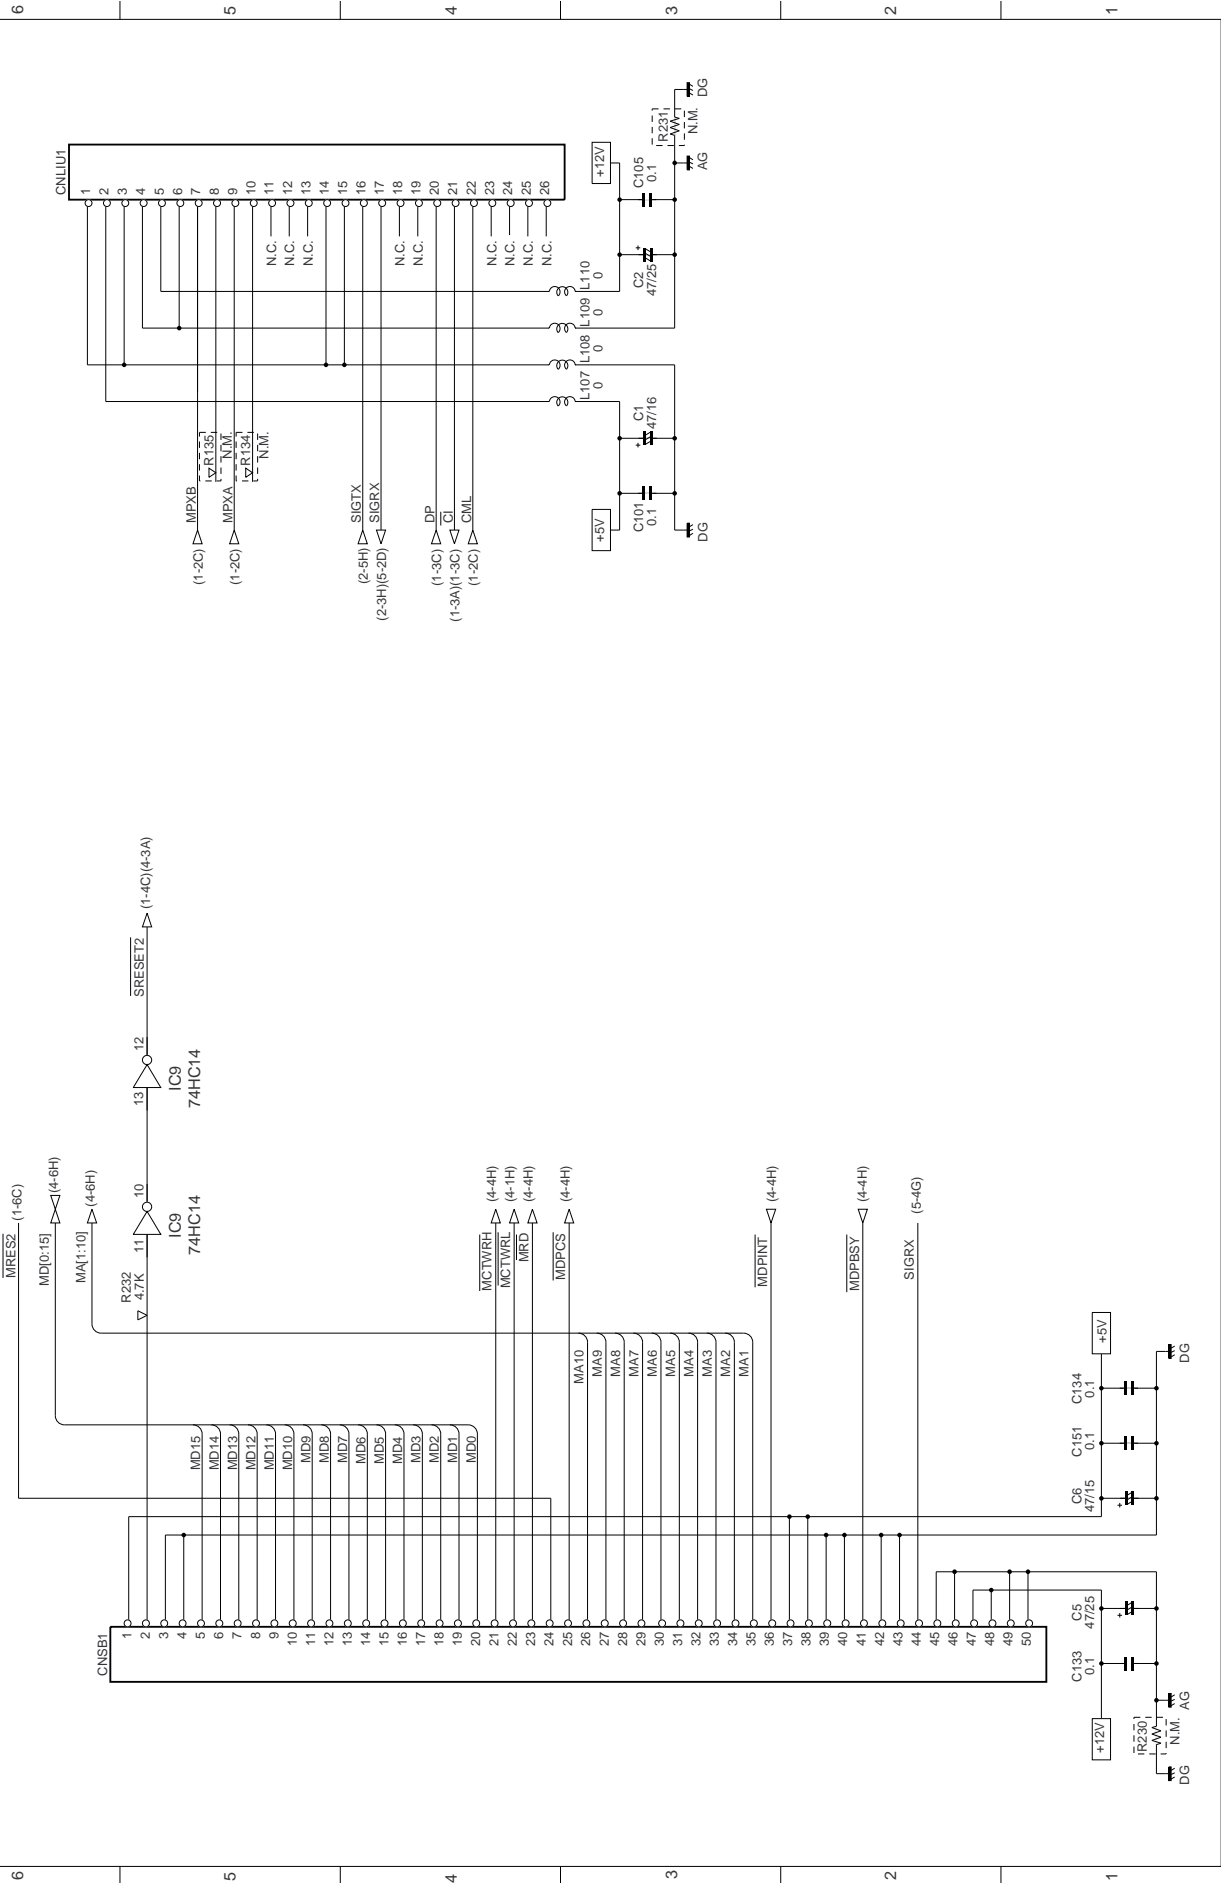 6
5
4
3
2
1
CNSB1
1
2
3
4
5
6
7
8
9
10
11
12
13
14
15
16
17
18
19
20
21
22
23
24
25
26
27
28
29
30
31
32
33
34
35
36
37
38
39
40
41
42
43
44
45
46
47
48
49
50
MD15
MD14
MD13
MD12
MD11
MD10
MD9
MD8
MD7
MD6
MD5
MD4
MD3
MD2
MD1
MD0
MA10
MA9
MA8
MA7
MA6
MA5
MA4
MA3
MA2
MA1
MRES2 (1-6C)
MD[0:15] (4-6H)
MA[1:10] (4-6H)
R232
4.7K
11
10
IC9
74HC14
13
12
IC9
74HC14
SRESET2 (1-4C)(4-3A)
MCTWRH (4-4H)
MCTWRL (4-1H)
MRD (4-4H)
MDPCS (4-4H)
MDPINT (4-4H)
MDPBSY (4-4H)
SIGRX (5-4G)
+12V
C133
0.1
C5
47/25
R230
N.M.
DG
AG
C6
47/15
C151
0.1
C134
0.1
+5V
DG
CNLIU1
1
2
3
4
5
6
7
8
9
10
11
12
13
14
15
16
17
18
19
20
21
22
23
24
25
26
(1-2C) MPXB
R135
N.M.
(1-2C) MPXA
R134
N.M.
N.C.
N.C.
N.C.
(2-5H) SIGTX
(2-3H)(5-2D) SIGRX
N.C.
N.C.
(1-3C) DP
(1-3A)(1-3C) CI
(1-2C) CML
N.C.
N.C.
N.C.
N.C.
L107
0
L108
0
L109
0
L110
0
+5V
C101
0.1
C1
47/16
DG
C2
47/25
C105
0.1
+12V
R231
N.M.
AG
DG
6
5
4
3
2
1